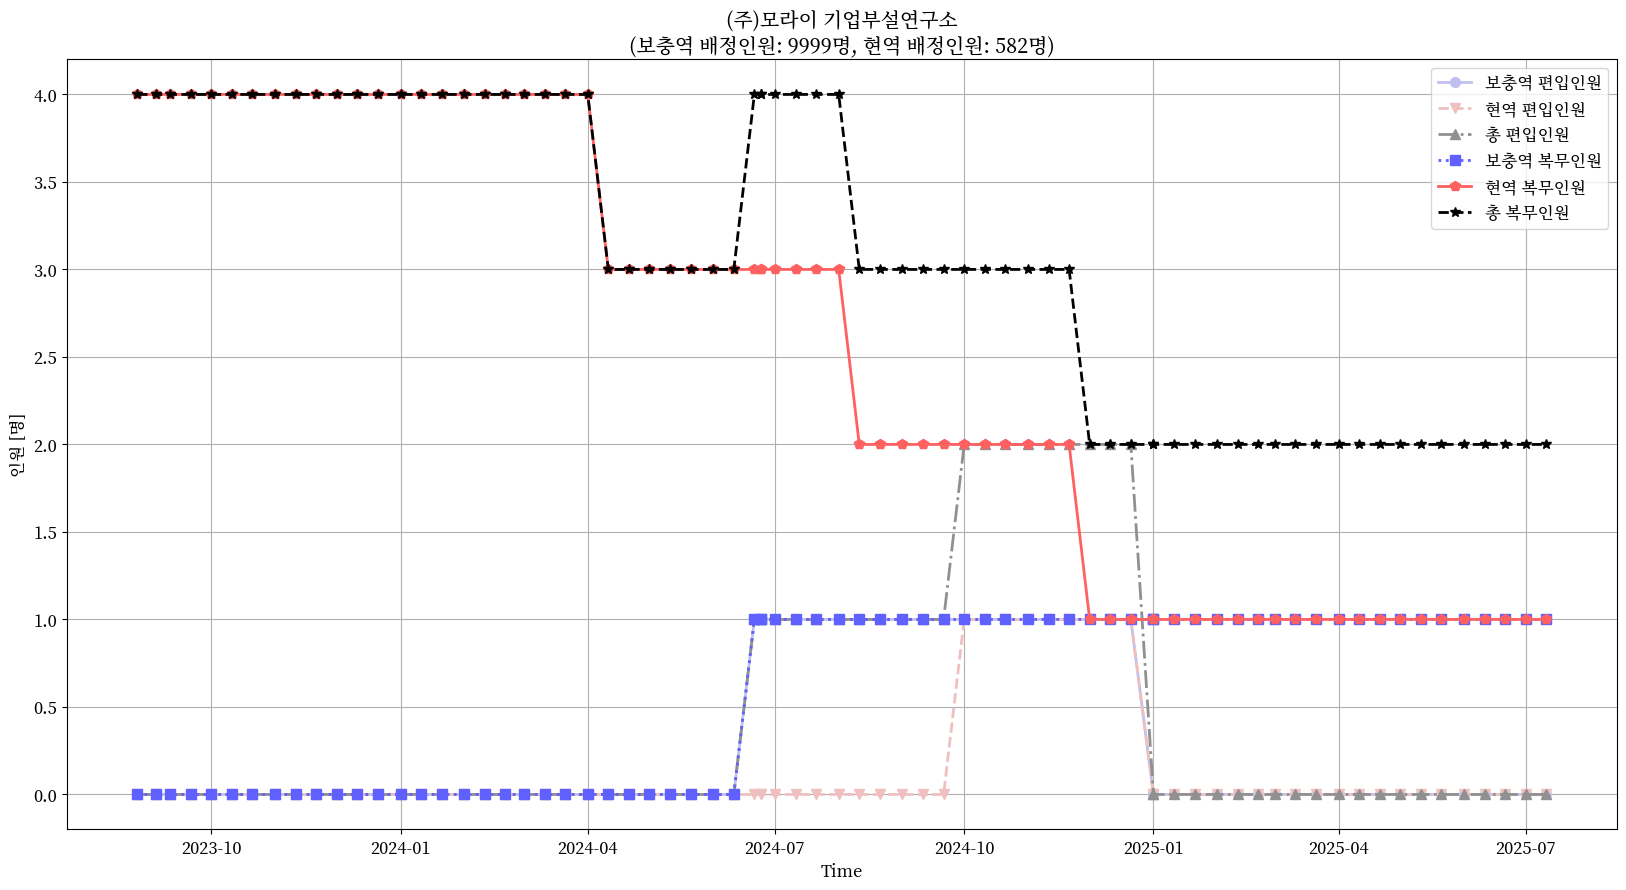 (주)모라이 기업부설연구소
(보충역 배정인원: 9999명, 현역 배정인원: 582명)
보충역 편입인원
현역 편입인원
총 편입인원
보충역 복무인원
현역 복무인원
총 복무인원
4.0
3.5
3.0
2.5
2.0
1.5
1.0
0.5
0.0
인원 [명]
2023-10
2024-01
2024-04
2024-07
2024-10
2025-01
2025-04
2025-07
Time